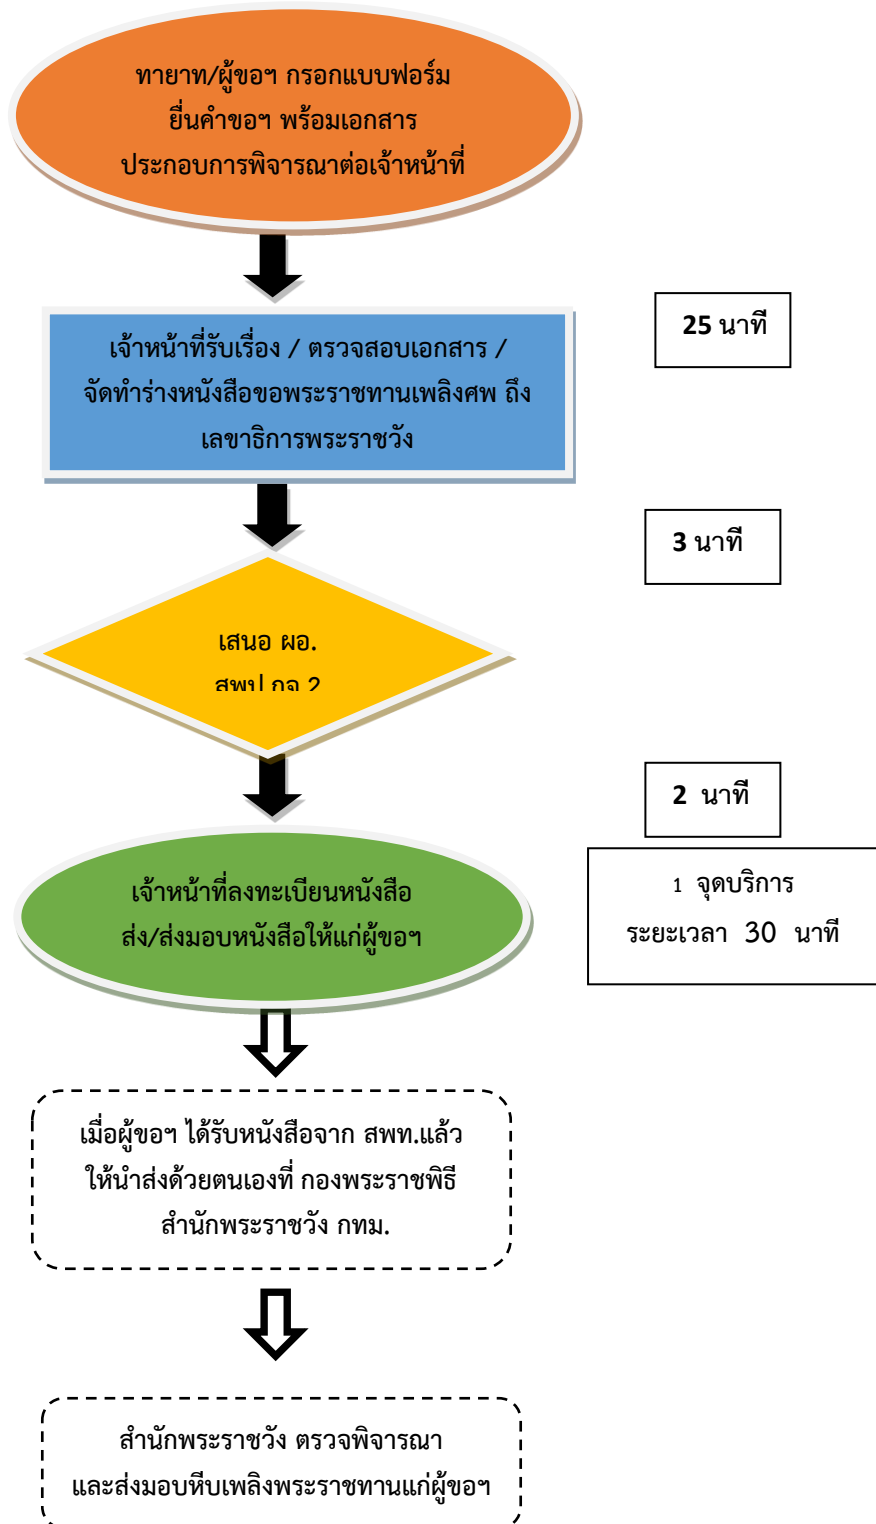 ทายาท/ผู้ขอฯ กรอกแบบฟอร์ม
ยื่นคำขอฯ พร้อมเอกสาร
ประกอบการพิจารณาต่อเจ้าหน้าที่
25 นาที
เจ้าหน้าที่รับเรื่อง / ตรวจสอบเอกสาร /
จัดทำร่างหนังสือขอพระราชทานเพลิงศพ ถึง
เลขาธิการพระราชวัง
3 นาที
เสนอ ผอ.
2 นาที
เจ้าหน้าที่ลงทะเบียนหนังสือ
ส่ง/ส่งมอบหนังสือให้แก่ผู้ขอฯ
1 จุดบริการ
ระยะเวลา 30 นาที
เมื่อผู้ขอฯ ได้รับหนังสือจาก สพท.แล้ว
ให้นำส่งด้วยตนเองที่ กองพระราชพิธี
สำนักพระราชวัง กทม.
สำนักพระราชวัง ตรวจพิจารณา
และส่งมอบหีบเพลิงพระราชทานแก่ผู้ขอฯ